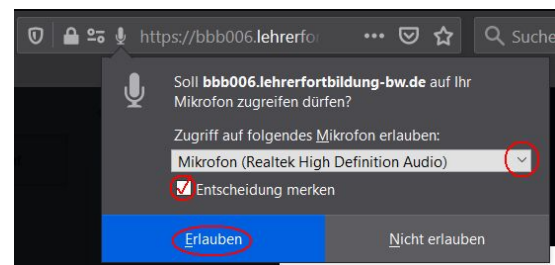 https://bbb006.lehrerfo
Suche
Soll bbb006.lehrerfortbildung-bw.de auf Ihr
Mikrofon zugreifen dürfen?
Zugriff auf folgendes Mikrofon erlauben:
Mikrofon (Realtek High Definition Audio)
Entscheidung merken
Erlauben
Nicht erlauben